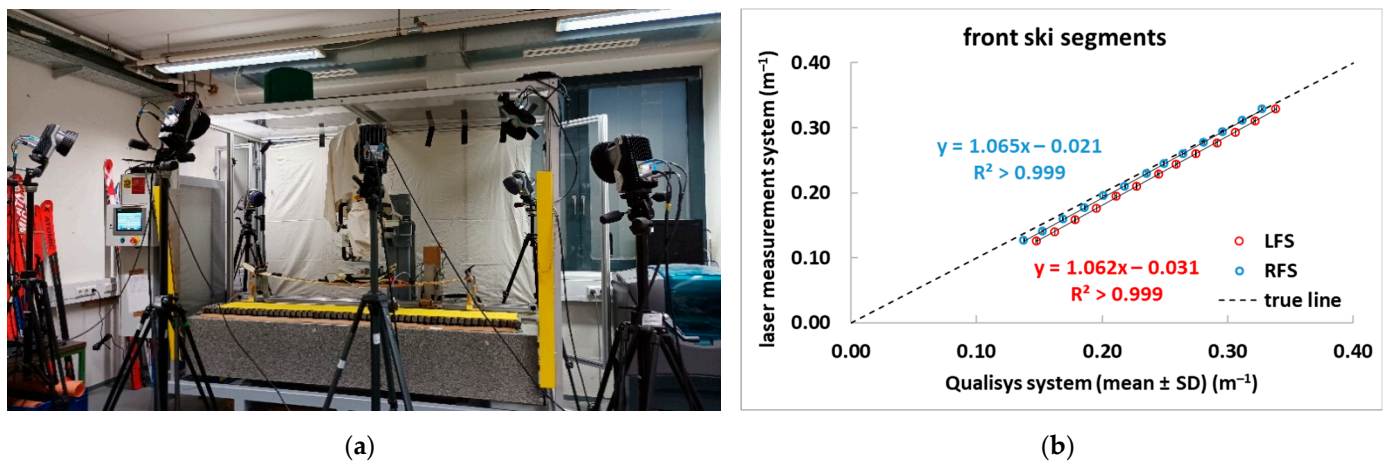 front ski segments
laser measurement system (m⁻¹)
0.40
0.30
0.20
0.10
0.00
y = 1.065x – 0.021
R² > 0.999
y = 1.062x – 0.031
R² > 0.999
LFS
RFS
true line
0.00 0.10 0.20 0.30 0.40
Qualisys system (mean ± SD) (m⁻¹)
(a) (b)